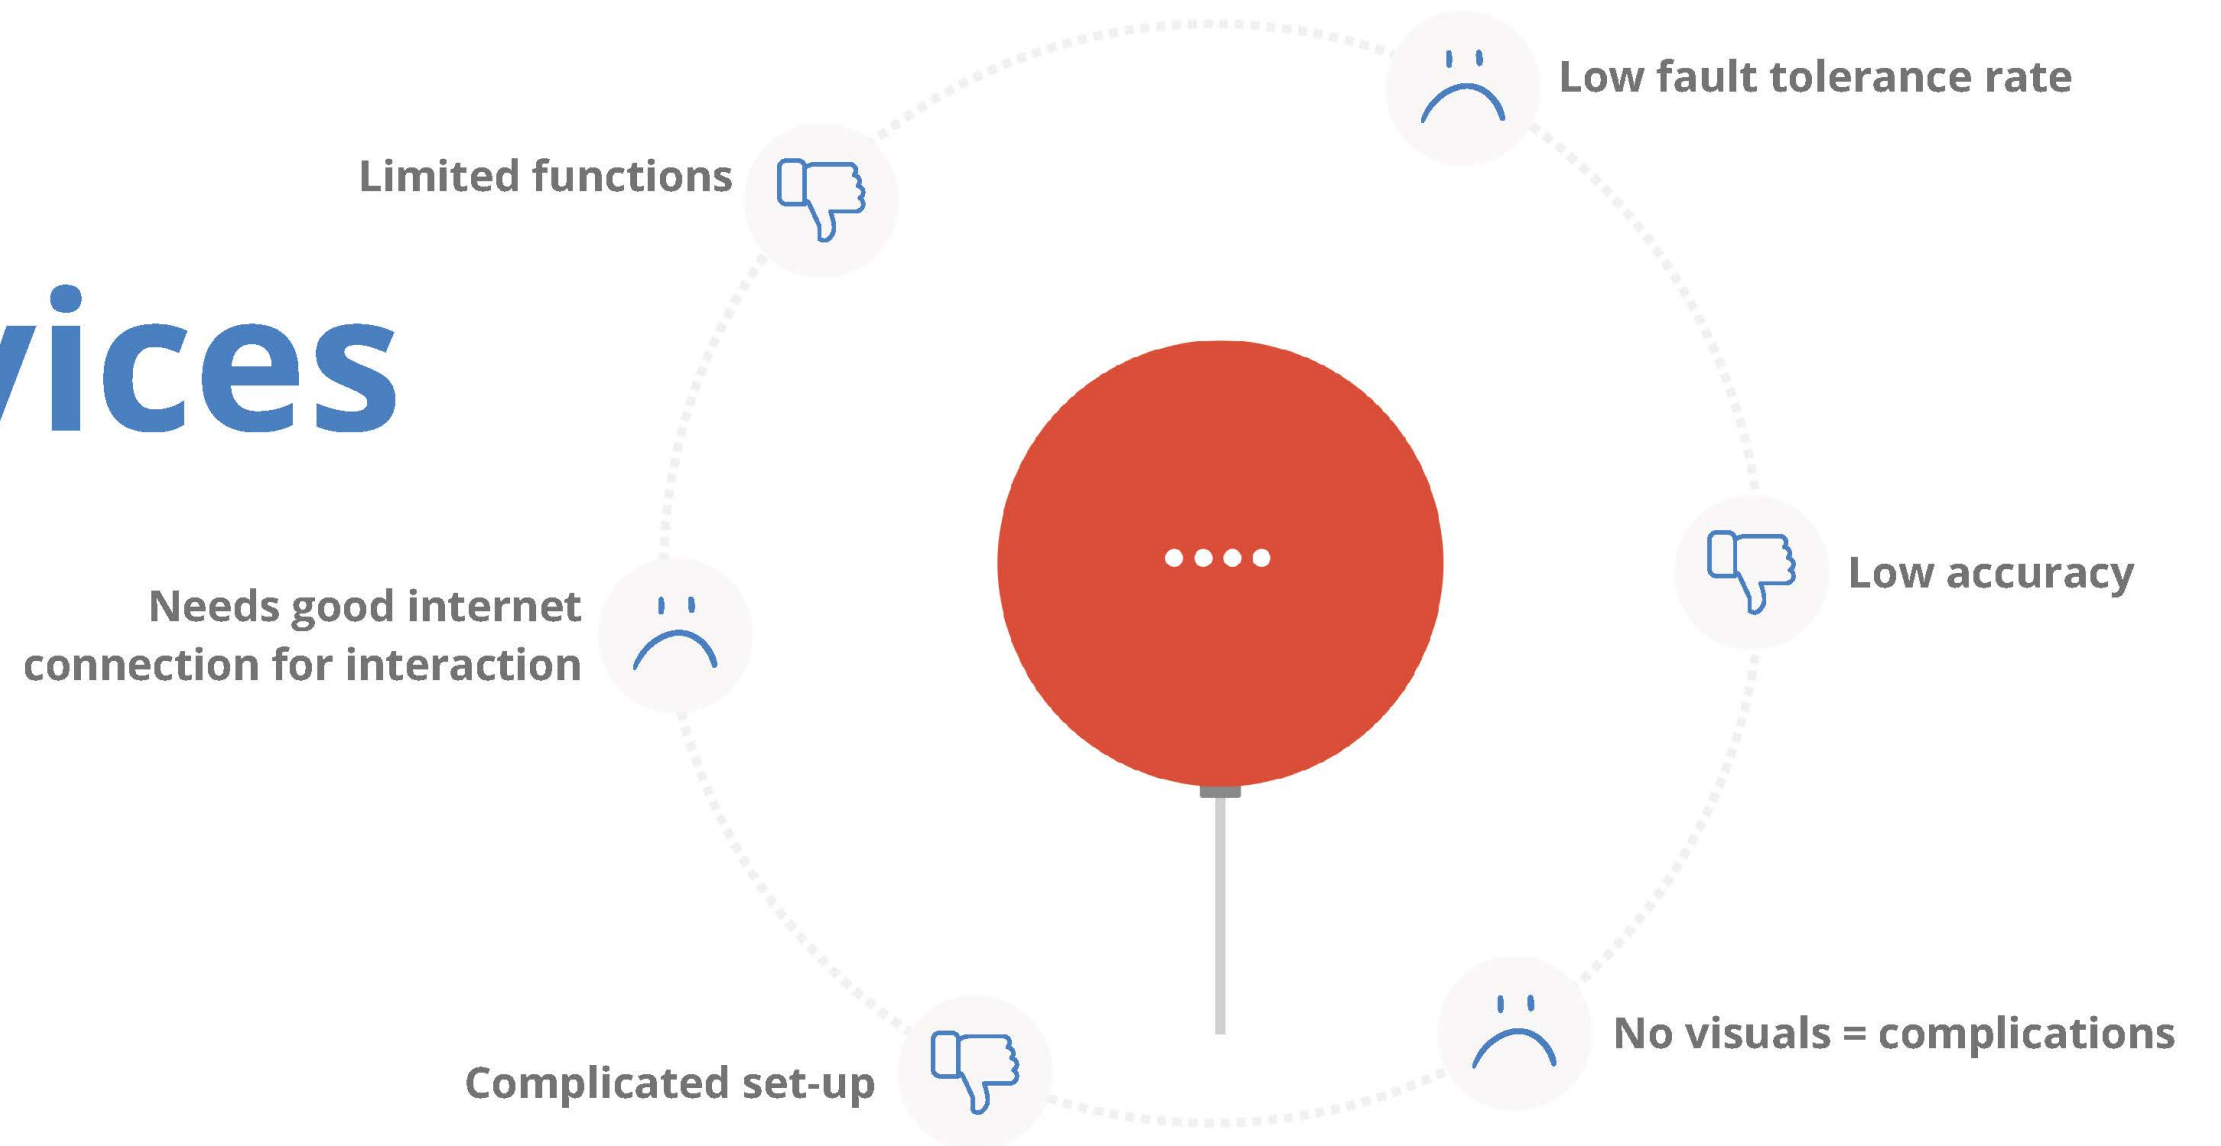 Low fault tolerance rate
Limited functions
vices
Needs good internet
connection for interaction
Low accuracy
No visuals = complications
Complicated set-up